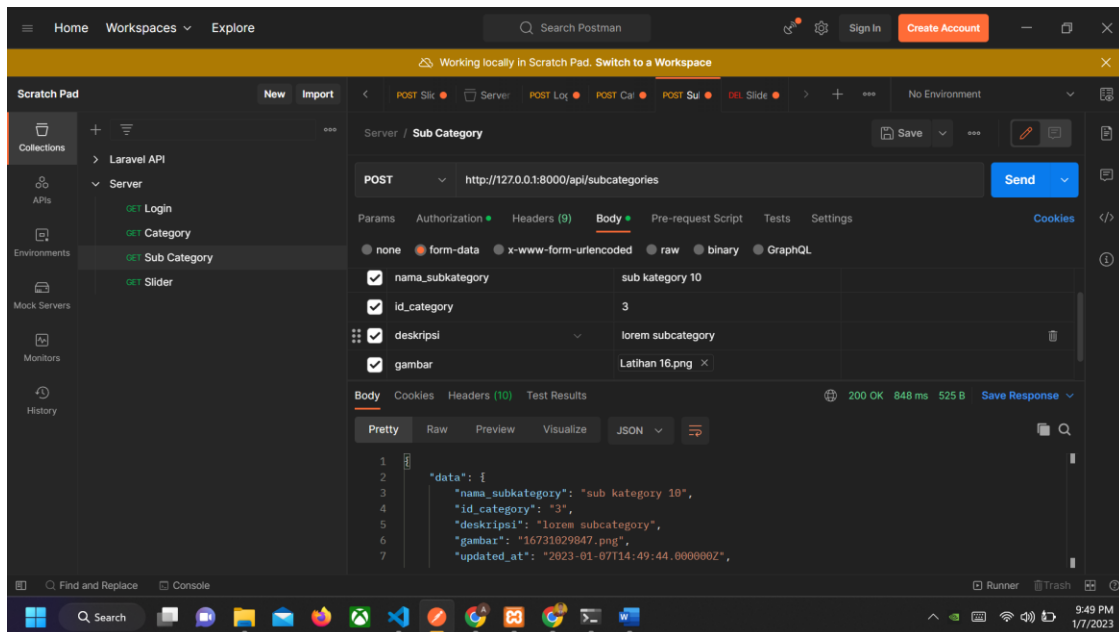 Home Workspaces Explore Search Postman Sign In Create Account
Working locally in Scratch Pad. Switch to a Workspace
Scratch Pad New Import POST Slic Server POST Log POST Cat POST Sul DEL Slide No Environment
Collections
APIs
Environments
Mock Servers
Monitors
History
Laravel API
Server
GET Login
GET Category
GET Sub Category
GET Slider
Server / Sub Category Save
POST http://127.0.0.1:8000/api/subcategories Send
Params Authorization Headers (9) Body Pre-request Script Tests Settings Cookies
none form-data x-www-form-urlencoded raw binary GraphQL
nama_subkategory sub kategory 10
id_category 3
deskripsi lorem subcategory
gambar Latihan 16.png
Body Cookies Headers (10) Test Results 200 OK 848 ms 525 B Save Response
Pretty Raw Preview Visualize JSON
1 {
2 "data": {
3 "nama_subkategory": "sub kategory 10",
4 "id_category": "3",
5 "deskripsi": "lorem subcategory",
6 "gambar": "16731029847.png",
7 "updated_at": "2023-01-07T14:49:44.000000Z",
Find and Replace Console Runner Trash
Search 9:49 PM
1/7/2023